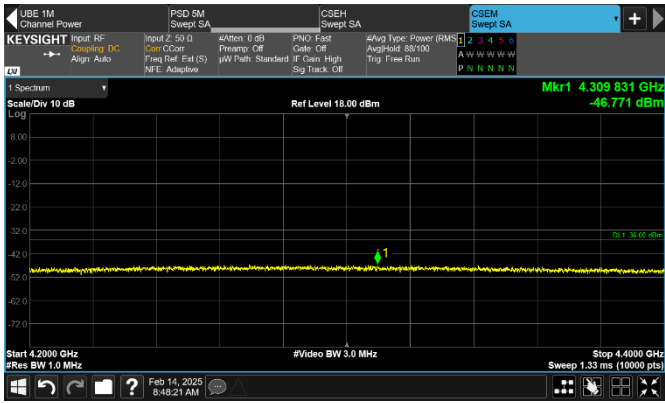 UBE 1M
Channel Power
PSD 5M
Swept SA
CSEH
Swept SA
CSEM
Swept SA
KEYSIGHT
Input: RF
Coupling: DC
Align: Auto
Input Z: 50 Ω
Corr CCorr
Freq Ref: Ext (S)
NFE: Adaptive
#Atten: 0 dB
Preamp: Off
µW Path: Standard
PNO: Fast
Gate: Off
IF Gain: High
Sig Track: Off
#Avg Type: Power (RMS)
Avg|Hold: 88/100
Trig: Free Run
1 2 3 4 5 6
A W W W W W
P N N N N N
LXI
1 Spectrum
Scale/Div 10 dB
Ref Level 18.00 dBm
Mkr1 4.309 831 GHz
-46.771 dBm
Log
8.00
-2.00
-12.0
-22.0
-32.0
-42.0
-52.0
-62.0
-72.0
DL1 -36.00 dBm
1
Start 4.2000 GHz
#Res BW 1.0 MHz
#Video BW 3.0 MHz
Stop 4.4000 GHz
Sweep 1.33 ms (10000 pts)
Feb 14, 2025
8:48:21 AM